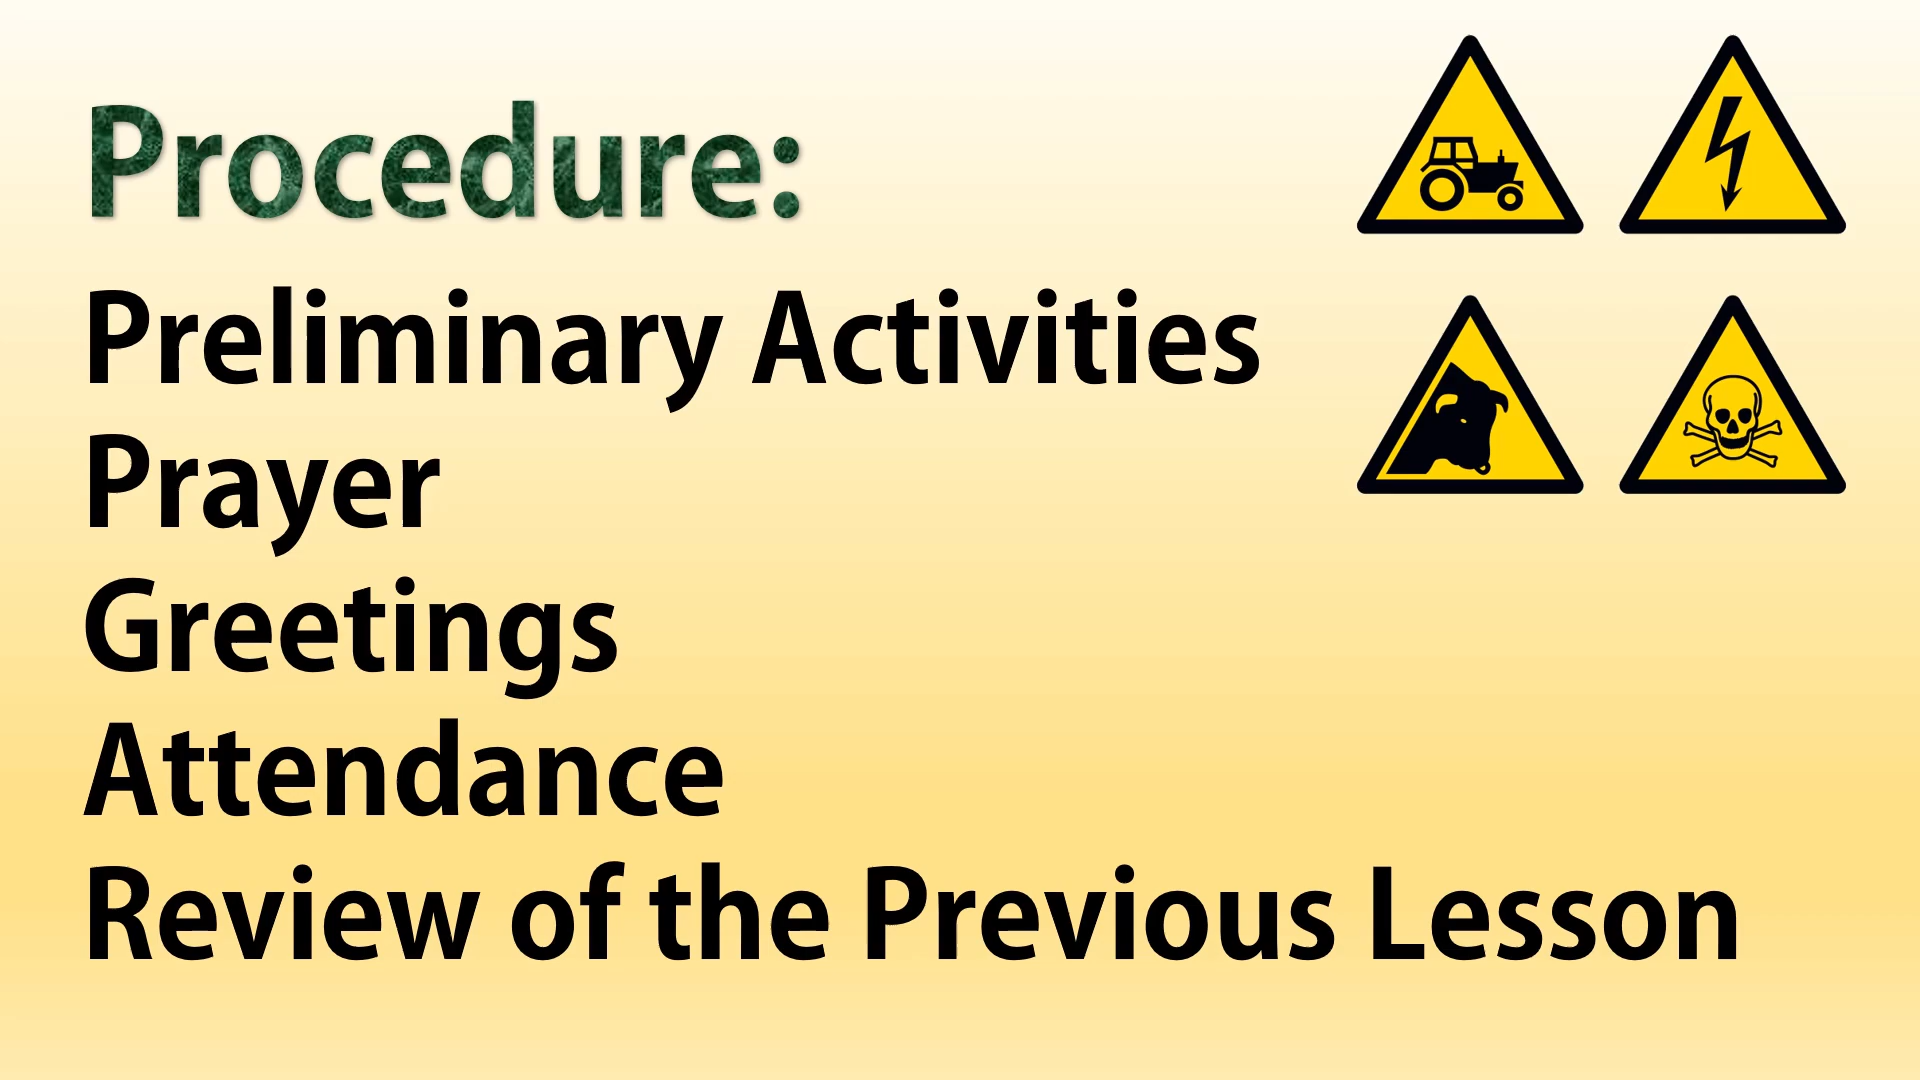 Procedure:
Preliminary Activities
Prayer
Greetings
Attendance
Review of the Previous Lesson